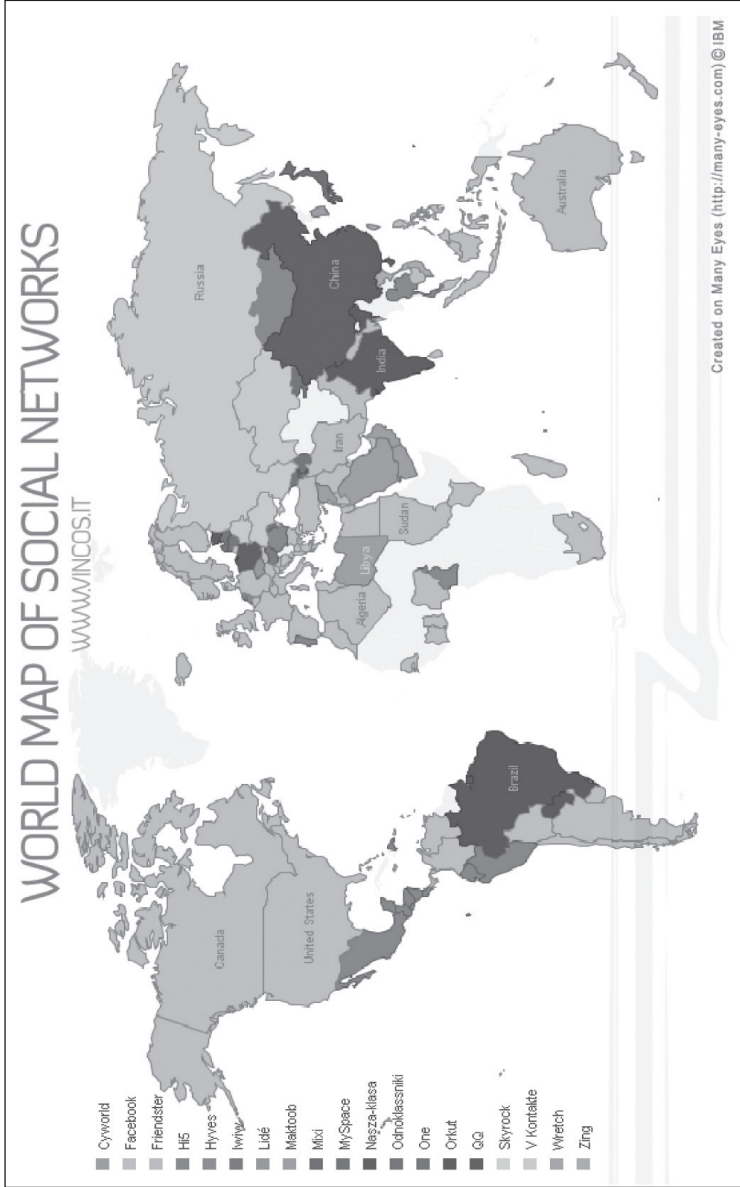 WORLD MAP OF SOCIAL NETWORKS
WWW.VINCOS.IT
Canada
United States
Brazil
Algeria
Libya
Sudan
Iran
Russia
China
India
Australia
Cyworld
Facebook
Friendster
Hi5
Hyves
Iwiw
Lidé
Maktoob
Mixi
MySpace
Nasza-klasa
Odnoklassniki
One
Orkut
QQ
Skyrock
V Kontakte
Wretch
Zing
Created on Many Eyes (http://many-eyes.com) © IBM